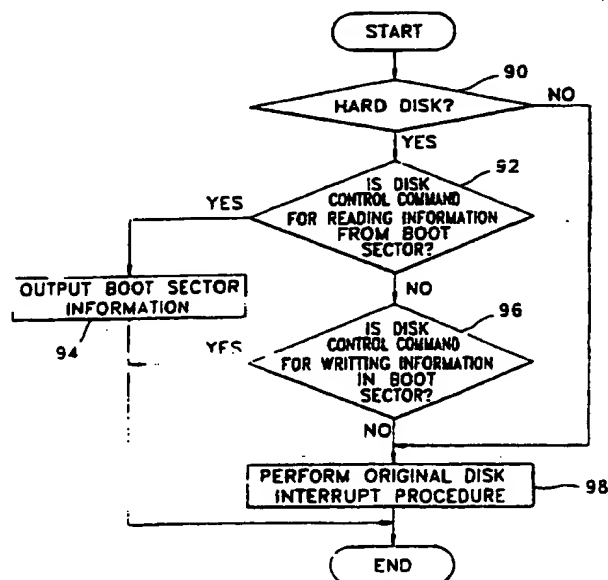 START
90
HARD DISK?
NO
YES
92
IS DISK
CONTROL COMMAND
FOR READING INFORMATION
FROM BOOT
SECTOR?
YES
OUTPUT BOOT SECTOR
INFORMATION
94
NO
96
IS DISK
CONTROL COMMAND
FOR WRITTING INFORMATION
IN BOOT
SECTOR?
YES
NO
PERFORM ORIGINAL DISK
INTERRUPT PROCEDURE
98
END